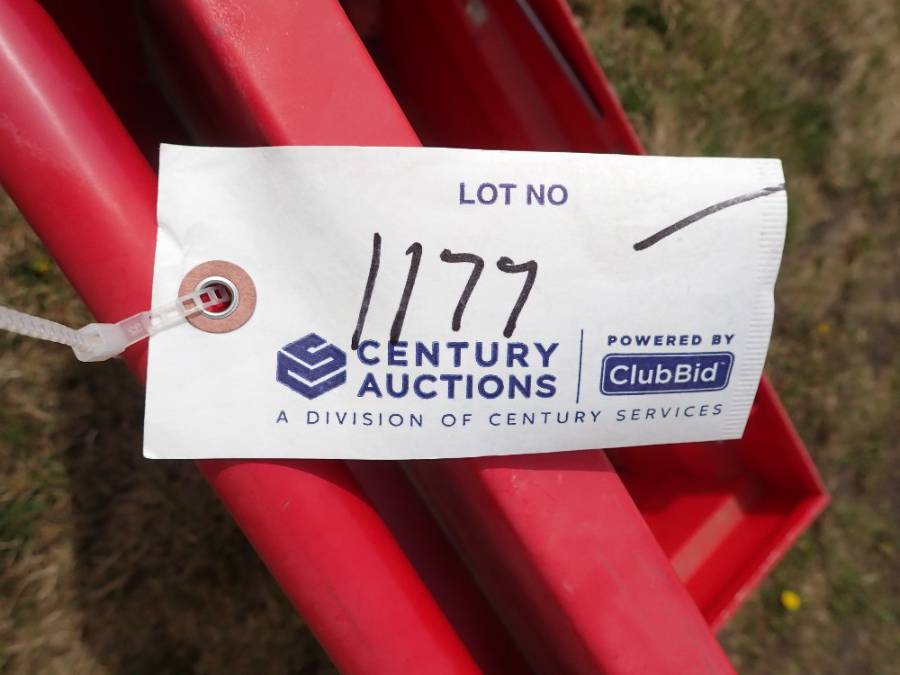 LOT NO
1177
CENTURY
AUCTIONS
A DIVISION OF CENTURY SERVICES
POWERED BY
ClubBid